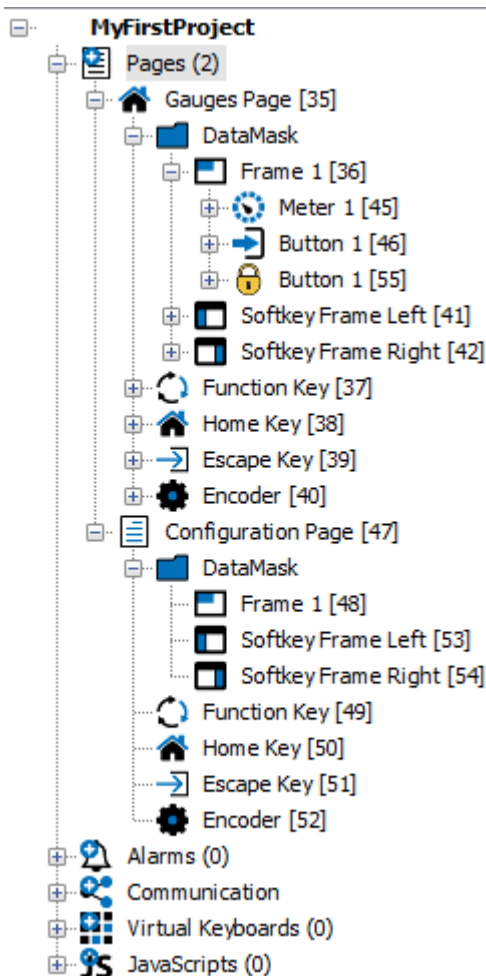 MyFirstProject
Pages (2)
Gauges Page [35]
DataMask
Frame 1 [36]
Meter 1 [45]
Button 1 [46]
Button 1 [55]
Softkey Frame Left [41]
Softkey Frame Right [42]
Function Key [37]
Home Key [38]
Escape Key [39]
Encoder [40]
Configuration Page [47]
DataMask
Frame 1 [48]
Softkey Frame Left [53]
Softkey Frame Right [54]
Function Key [49]
Home Key [50]
Escape Key [51]
Encoder [52]
Alarms (0)
Communication
Virtual Keyboards (0)
JS JavaScripts (0)